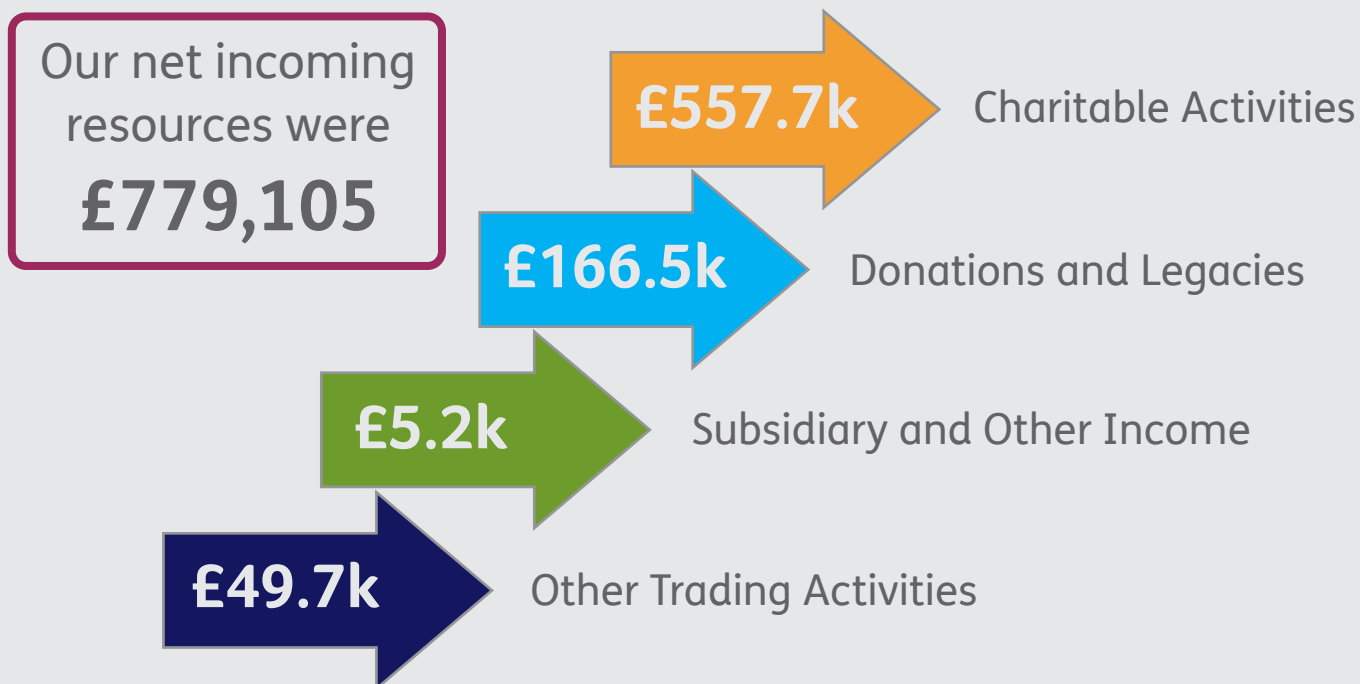 Our net incoming
resources were
£779,105
£557.7k
Charitable Activities
£166.5k
Donations and Legacies
£5.2k
Subsidiary and Other Income
£49.7k
Other Trading Activities